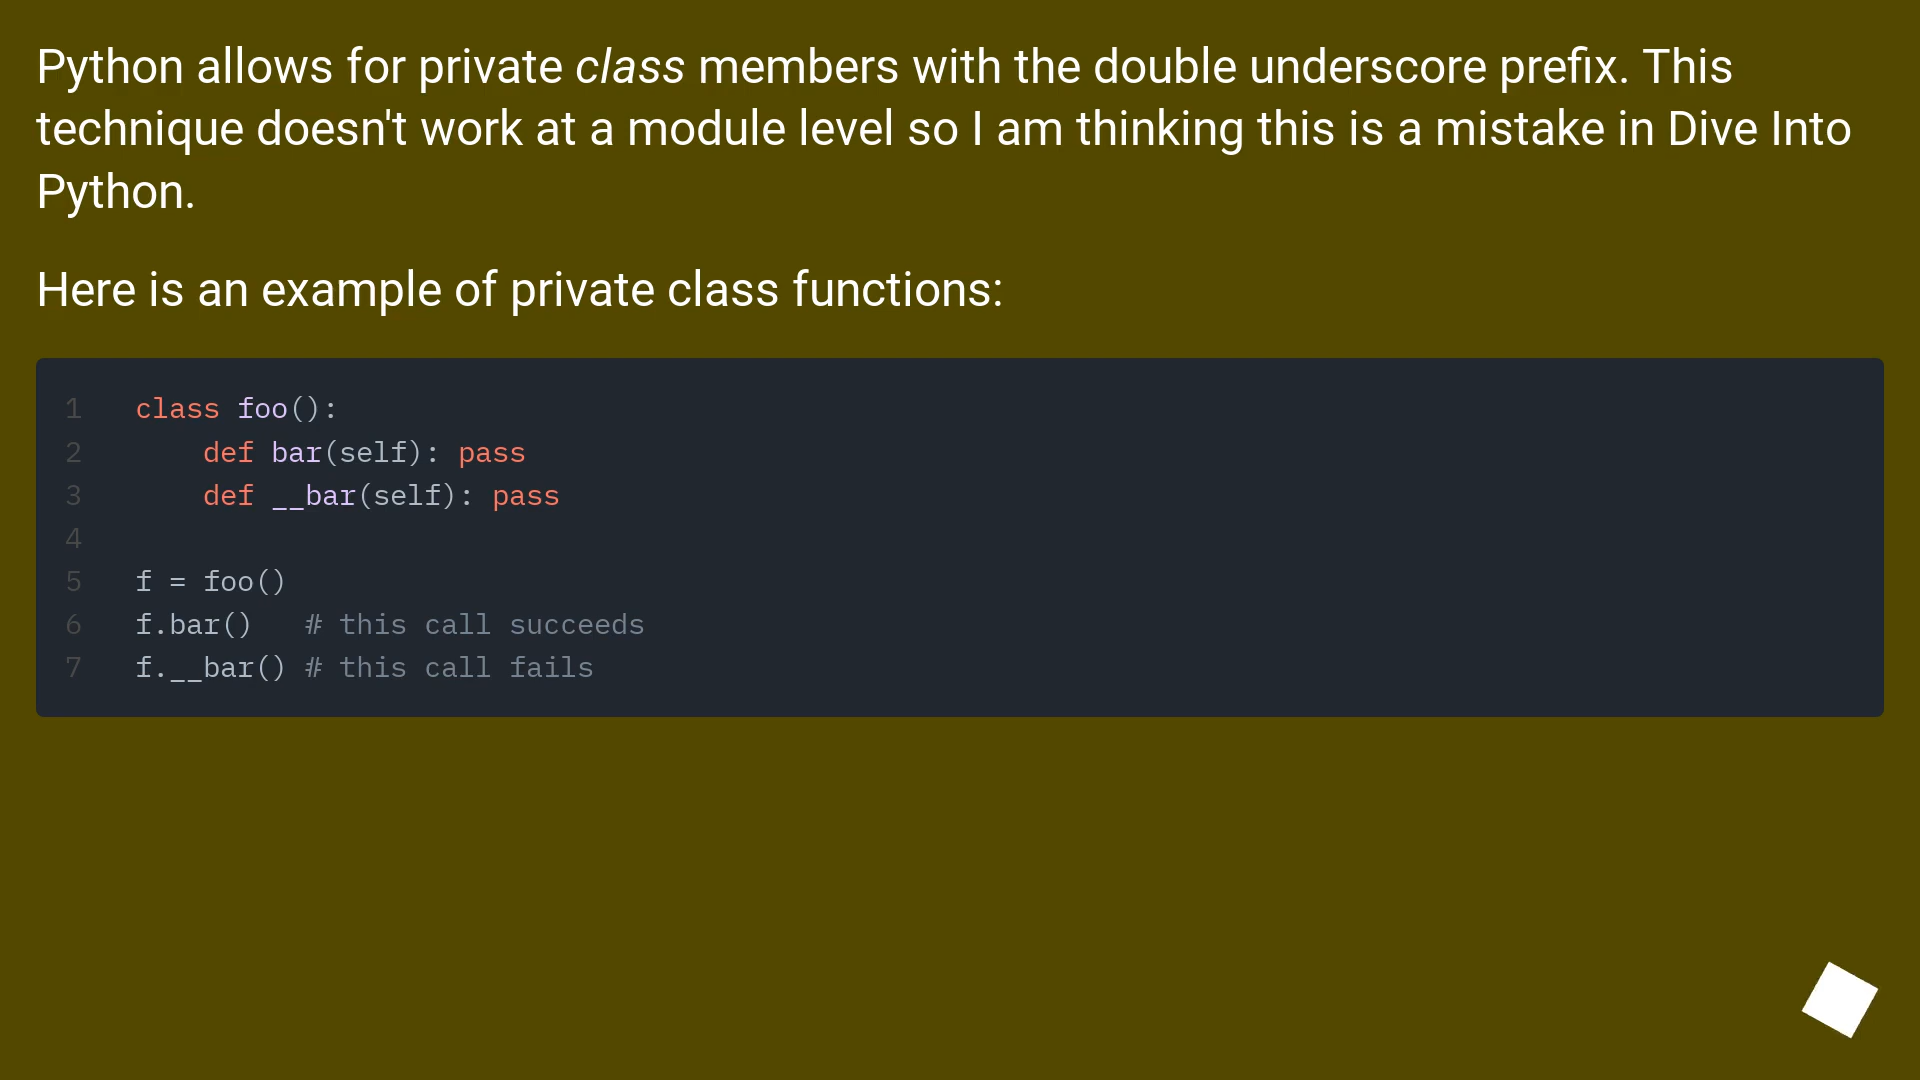 Python allows for private class members with the double underscore prefix. This
technique doesn't work at a module level so I am thinking this is a mistake in Dive Into
Python.
Here is an example of private class functions:
1 class foo():
2     def bar(self): pass
3     def __bar(self): pass
4
5 f = foo()
6 f.bar()   # this call succeeds
7 f.__bar() # this call fails